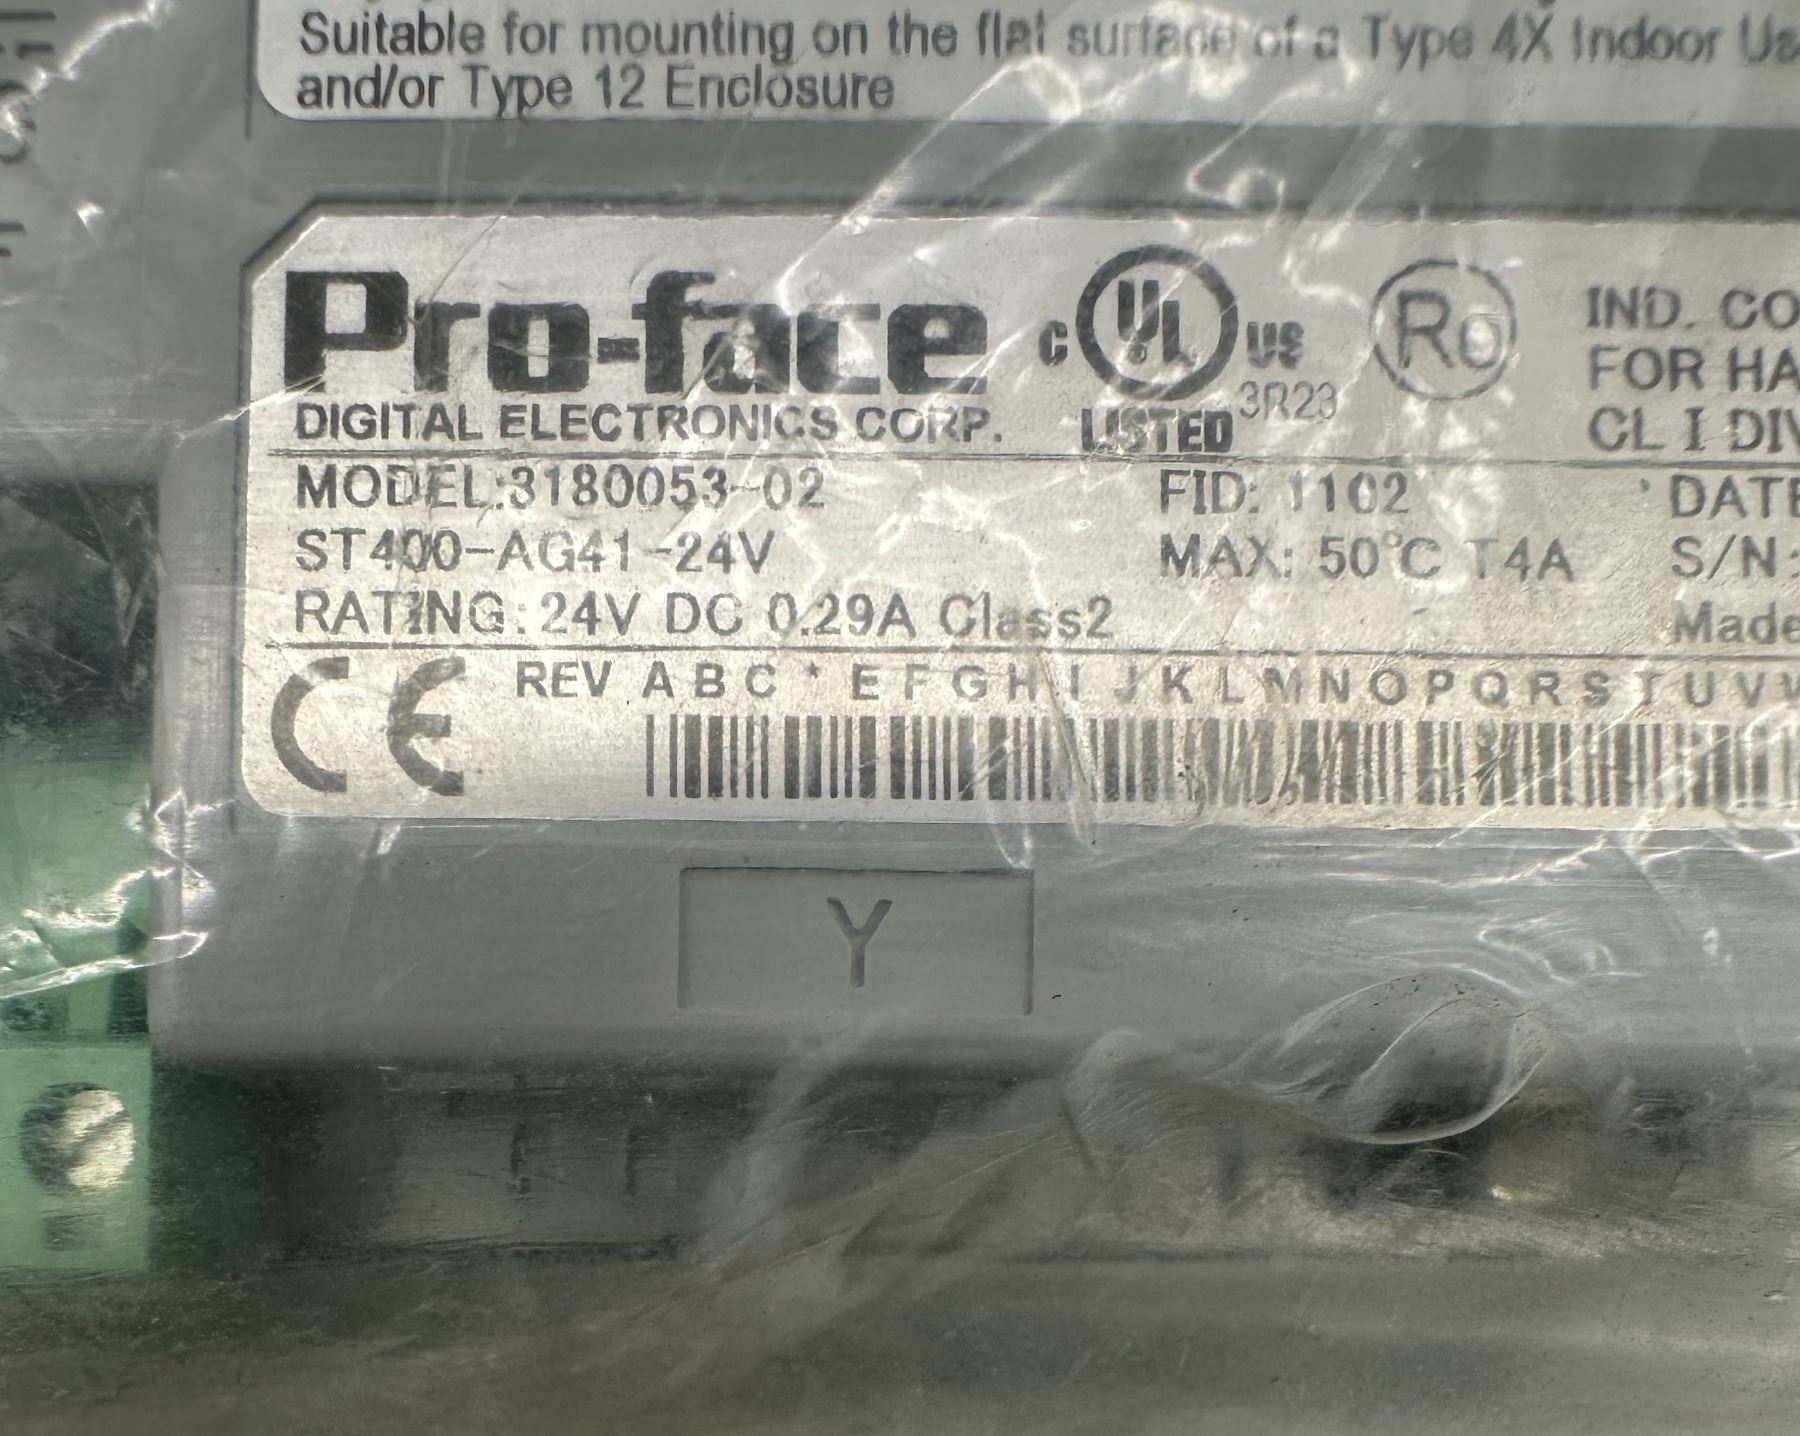 Suitable for mounting on the flat surface of a Type 4X Indoor Us
and/or Type 12 Enclosure
Pro-face
DIGITAL ELECTRONICS CORP.
C UL US
LISTED 3R23
IND. CO
FOR HA
CL I DIV
MODEL:3180053-02
FID: 1102
DATE
ST400-AG41-24V
MAX: 50°C T4A
S/N:
RATING: 24V DC 0.29A Class2
Made
CE
REV A B C * E F G H I J K L M N O P Q R S T U V
Y